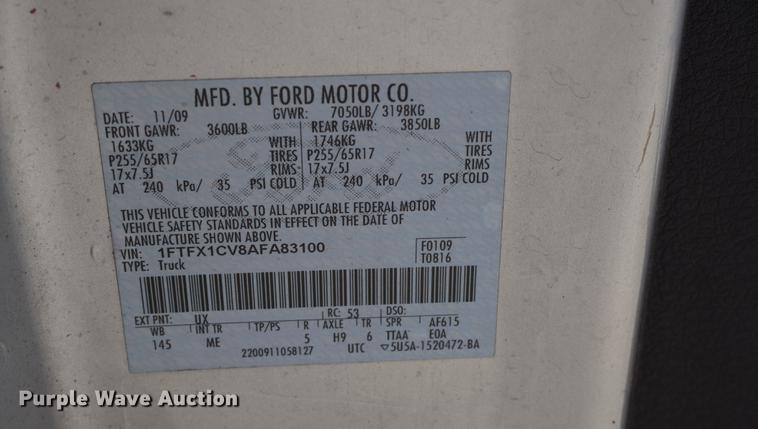 MFD. BY FORD MOTOR CO.
DATE: 11/09 GVWR: 7050LB/ 3198KG
FRONT GAWR: 3600LB REAR GAWR: 3850LB
1633KG WITH 1746KG WITH
P255/65R17 TIRES P255/65R17 TIRES
17x7.5J RIMS 17x7.5J RIMS
AT 240 kPa/ 35 PSI COLD AT 240 kPa/ 35 PSI COLD
THIS VEHICLE CONFORMS TO ALL APPLICABLE FEDERAL MOTOR
VEHICLE SAFETY STANDARDS IN EFFECT ON THE DATE OF
MANUFACTURE SHOWN ABOVE.
VIN: 1FTFX1CV8AFA83100 F0109
TYPE: Truck T0816
EXT PNT: UX RC: 53 DSO:
WB INT TR TP/PS R AXLE TR SPR AF615
145 ME 5 H9 6 TTAA EOA
2200911058127 UTC ▽5U5A-1520472-BA
Purple Wave Auction